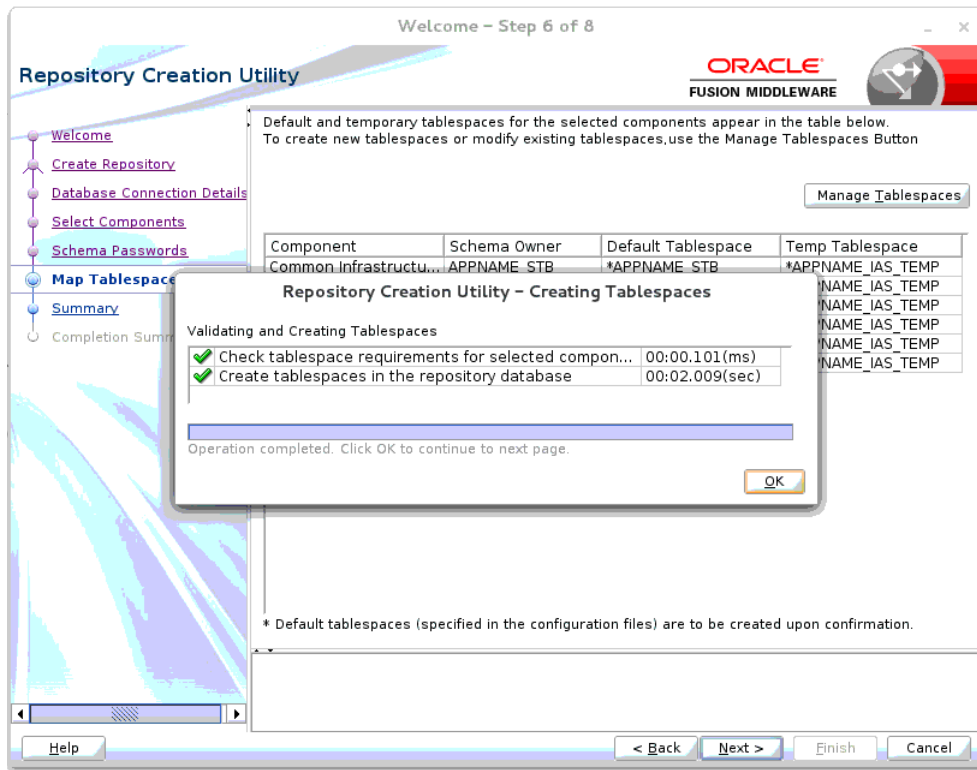 Welcome – Step 6 of 8
Repository Creation Utility
ORACLE
FUSION MIDDLEWARE
Welcome
Create Repository
Database Connection Details
Select Components
Schema Passwords
Map Tablespace
Summary
Completion Summ
Default and temporary tablespaces for the selected components appear in the table below.
To create new tablespaces or modify existing tablespaces,use the Manage Tablespaces Button
Manage Tablespaces
Component Schema Owner Default Tablespace Temp Tablespace
Common Infrastructu... APPNAME_STB *APPNAME_STB *APPNAME_IAS_TEMP
NAME_IAS_TEMP
NAME_IAS_TEMP
NAME_IAS_TEMP
NAME_IAS_TEMP
NAME_IAS_TEMP
Repository Creation Utility – Creating Tablespaces
Validating and Creating Tablespaces
Check tablespace requirements for selected compon... 00:00.101(ms)
Create tablespaces in the repository database 00:02.009(sec)
Operation completed. Click OK to continue to next page.
OK
* Default tablespaces (specified in the configuration files) are to be created upon confirmation.
Help
< Back
Next >
Finish
Cancel